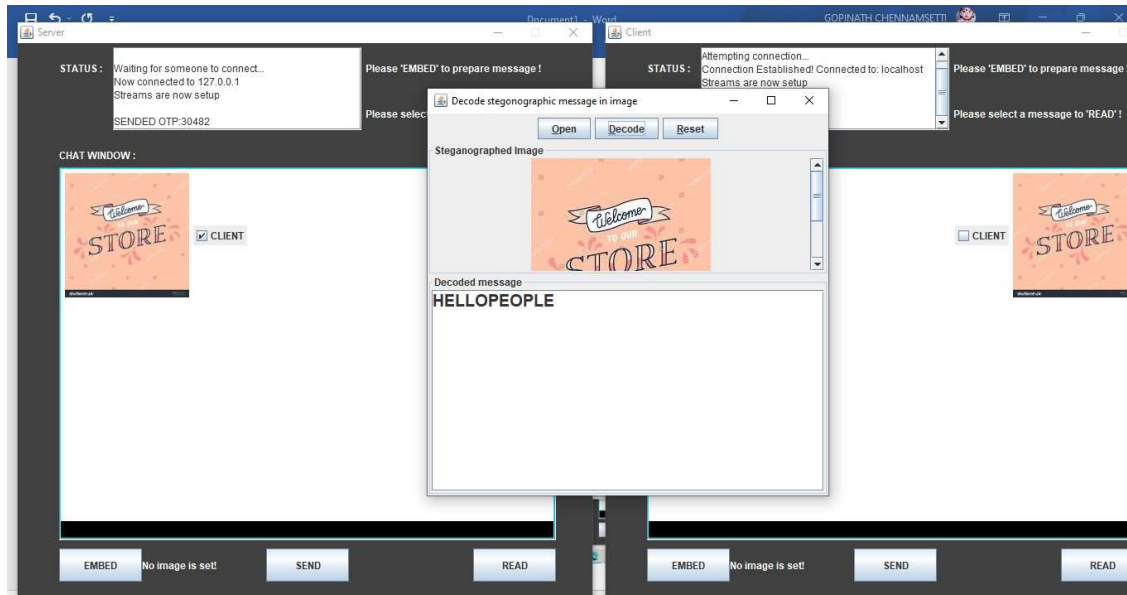 Document1 - Word
GOPINATH CHENNAMSETTI
Server
STATUS :
Waiting for someone to connect...
Now connected to 127.0.0.1
Streams are now setup
SENDED OTP:30482
Please 'EMBED' to prepare message !
Please selec
CHAT WINDOW :
Welcome
TO OUR
STORE
CLIENT
EMBED
No image is set!
SEND
READ
Decode stegonographic message in image
Open
Decode
Reset
Steganographed Image
Welcome
TO OUR
STORE
Decoded message
HELLOPEOPLE
Client
STATUS :
Attempting connection...
Connection Established! Connected to: localhost
Streams are now setup
Please 'EMBED' to prepare message
Please select a message to 'READ' !
CLIENT
Welcome
TO OUR
STORE
EMBED
No image is set!
SEND
READ